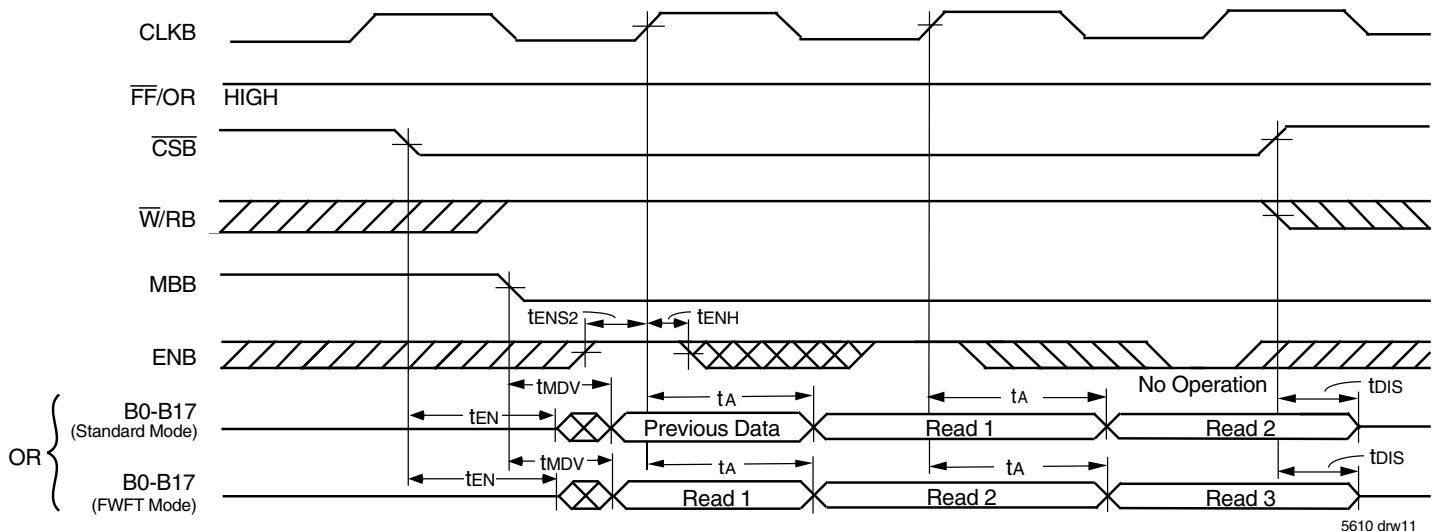 CLKB
FF/OR HIGH
CSB
W/RB
MBB
tENS2 tENH
ENB
No Operation
tMDV tA tA tDIS
B0-B17 tEN
(Standard Mode) Previous Data Read 1 Read 2
OR
tMDV tA tA tDIS
B0-B17 tEN
(FWFT Mode) Read 1 Read 2 Read 3
5610 drw11